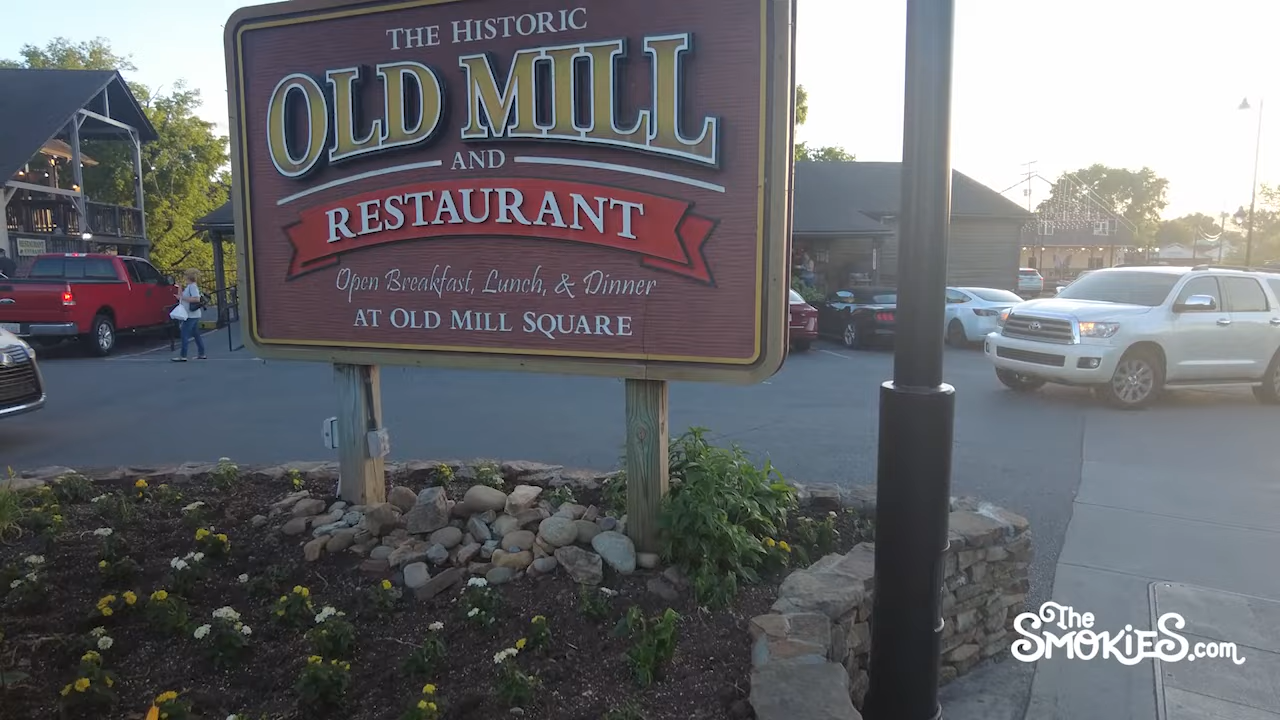 THE HISTORIC
OLD MILL
AND
RESTAURANT
Open Breakfast, Lunch, & Dinner
AT OLD MILL SQUARE
The
SMOKIES.com